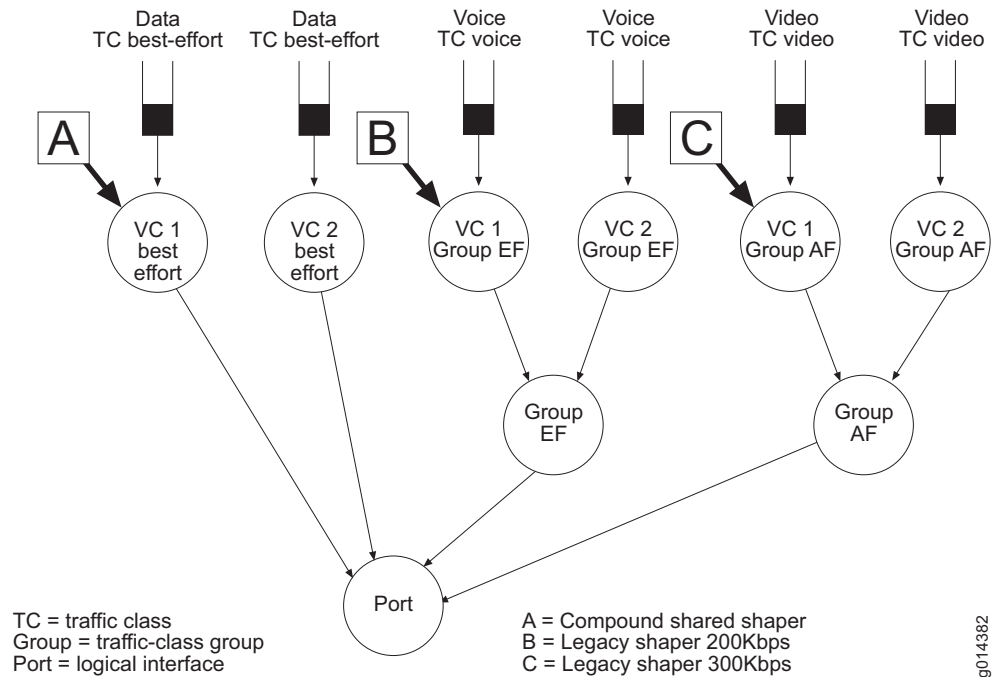 Data
TC best-effort
Data
TC best-effort
Voice
TC voice
Voice
TC voice
Video
TC video
Video
TC video
A
B
C
VC 1
best
effort
VC 2
best
effort
VC 1
Group EF
VC 2
Group EF
VC 1
Group AF
VC 2
Group AF
Group
EF
Group
AF
Port
TC = traffic class
Group = traffic-class group
Port = logical interface
A = Compound shared shaper
B = Legacy shaper 200Kbps
C = Legacy shaper 300Kbps
g014382